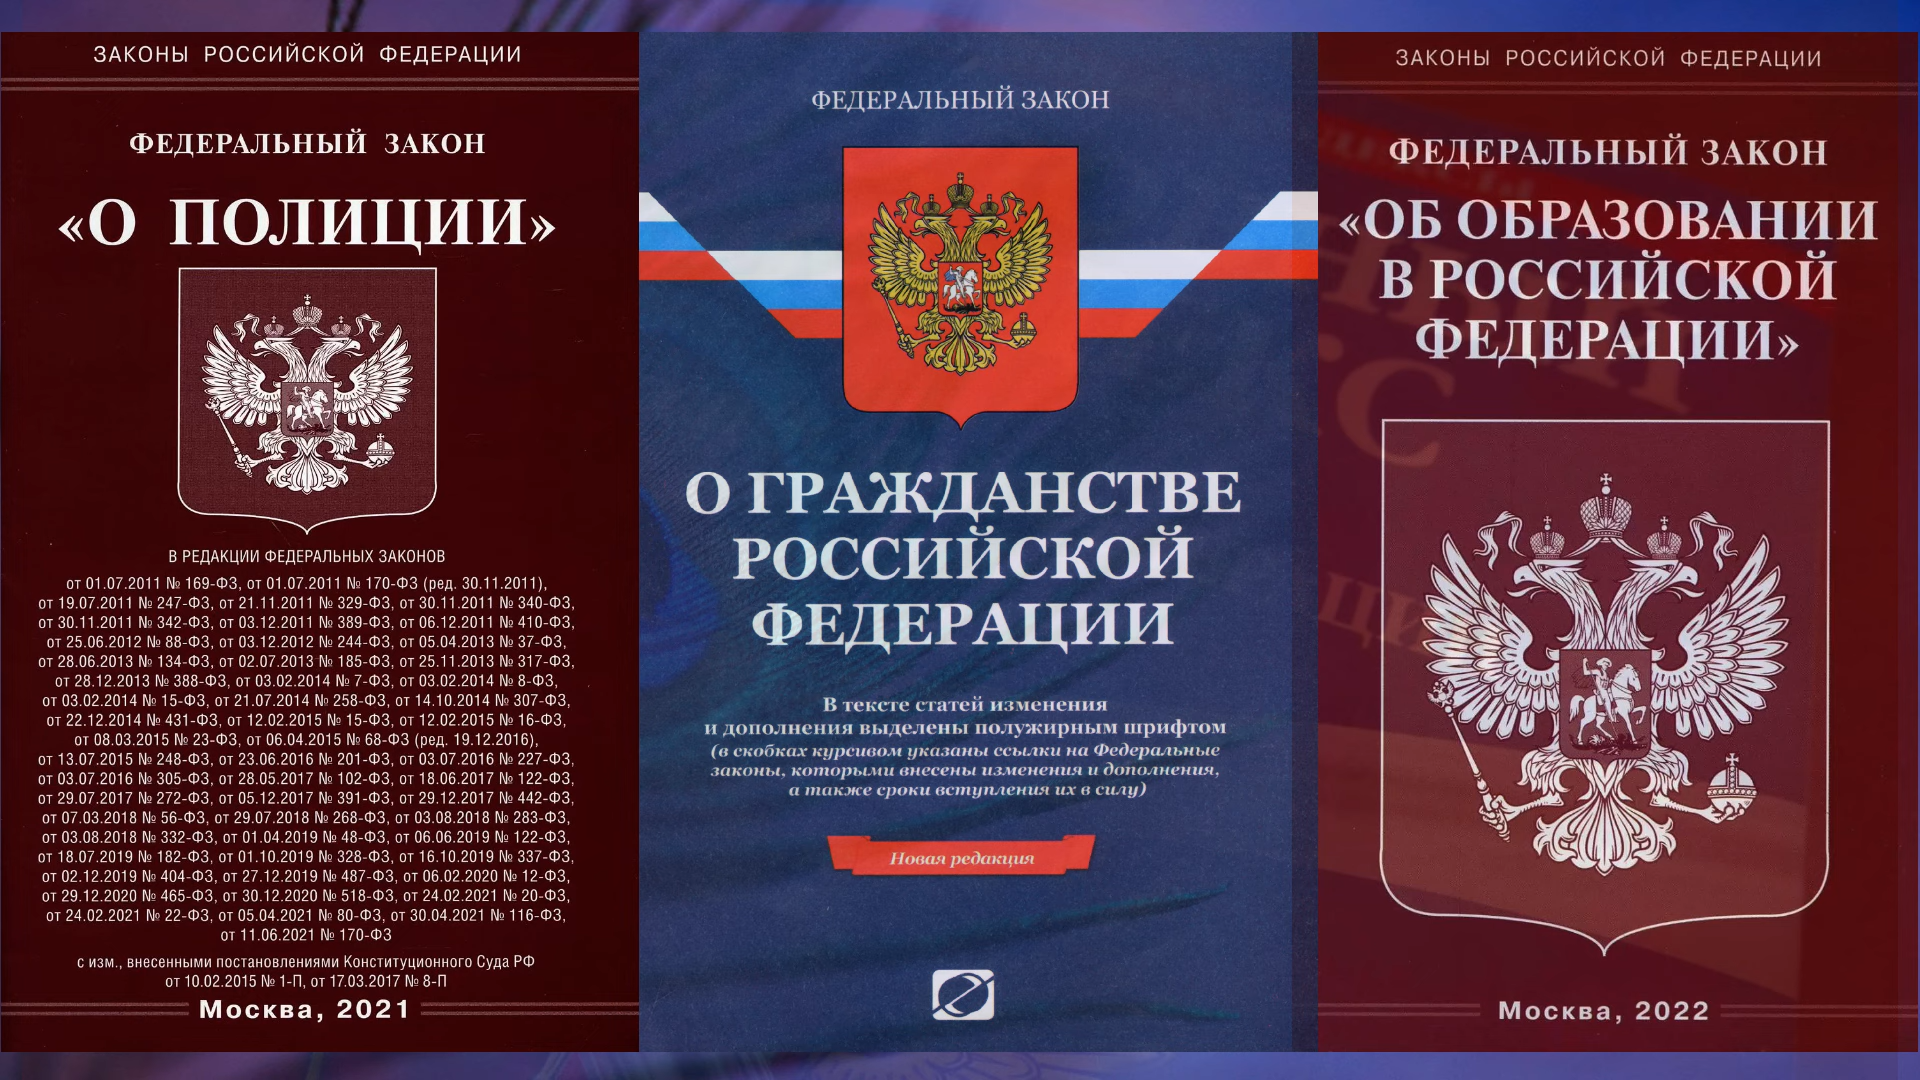 ЗАКОНЫ РОССИЙСКОЙ ФЕДЕРАЦИИ
ФЕДЕРАЛЬНЫЙ ЗАКОН
«О ПОЛИЦИИ»
В РЕДАКЦИИ ФЕДЕРАЛЬНЫХ ЗАКОНОВ
от 01.07.2011 № 169-ФЗ, от 01.07.2011 № 170-ФЗ (ред. 30.11.2011),
от 19.07.2011 № 247-ФЗ, от 21.11.2011 № 329-ФЗ, от 30.11.2011 № 340-ФЗ,
от 30.11.2011 № 342-ФЗ, от 03.12.2011 № 389-ФЗ, от 06.12.2011 № 410-ФЗ,
от 25.06.2012 № 88-ФЗ, от 03.12.2012 № 244-ФЗ, от 05.04.2013 № 37-ФЗ,
от 28.06.2013 № 134-ФЗ, от 02.07.2013 № 185-ФЗ, от 25.11.2013 № 317-ФЗ,
от 28.12.2013 № 388-ФЗ, от 03.02.2014 № 7-ФЗ, от 03.02.2014 № 8-ФЗ,
от 03.02.2014 № 15-ФЗ, от 21.07.2014 № 258-ФЗ, от 14.10.2014 № 307-ФЗ,
от 22.12.2014 № 431-ФЗ, от 12.02.2015 № 15-ФЗ, от 12.02.2015 № 16-ФЗ,
от 08.03.2015 № 23-ФЗ, от 06.04.2015 № 68-ФЗ (ред. 19.12.2016),
от 13.07.2015 № 248-ФЗ, от 23.06.2016 № 201-ФЗ, от 03.07.2016 № 227-ФЗ,
от 03.07.2016 № 305-ФЗ, от 28.05.2017 № 102-ФЗ, от 18.06.2017 № 122-ФЗ,
от 29.07.2017 № 272-ФЗ, от 05.12.2017 № 391-ФЗ, от 29.12.2017 № 442-ФЗ,
от 07.03.2018 № 56-ФЗ, от 29.07.2018 № 268-ФЗ, от 03.08.2018 № 283-ФЗ,
от 03.08.2018 № 332-ФЗ, от 01.04.2019 № 48-ФЗ, от 06.06.2019 № 122-ФЗ,
от 18.07.2019 № 182-ФЗ, от 01.10.2019 № 328-ФЗ, от 16.10.2019 № 337-ФЗ,
от 02.12.2019 № 404-ФЗ, от 27.12.2019 № 487-ФЗ, от 06.02.2020 № 12-ФЗ,
от 29.12.2020 № 465-ФЗ, от 30.12.2020 № 518-ФЗ, от 24.02.2021 № 20-ФЗ,
от 24.02.2021 № 22-ФЗ, от 05.04.2021 № 80-ФЗ, от 30.04.2021 № 116-ФЗ,
от 11.06.2021 № 170-ФЗ
с изм., внесенными постановлениями Конституционного Суда РФ
от 10.02.2015 № 1-П, от 17.03.2017 № 8-П
Москва, 2021
ФЕДЕРАЛЬНЫЙ ЗАКОН
О ГРАЖДАНСТВЕ
РОССИЙСКОЙ
ФЕДЕРАЦИИ
В тексте статей изменения
и дополнения выделены полужирным шрифтом
(в скобках курсивом указаны ссылки на Федеральные
законы, которыми внесены изменения и дополнения,
а также сроки вступления их в силу)
Новая редакция
ЗАКОНЫ РОССИЙСКОЙ ФЕДЕРАЦИИ
ФЕДЕРАЛЬНЫЙ ЗАКОН
«ОБ ОБРАЗОВАНИИ
В РОССИЙСКОЙ
ФЕДЕРАЦИИ»
Москва, 2022